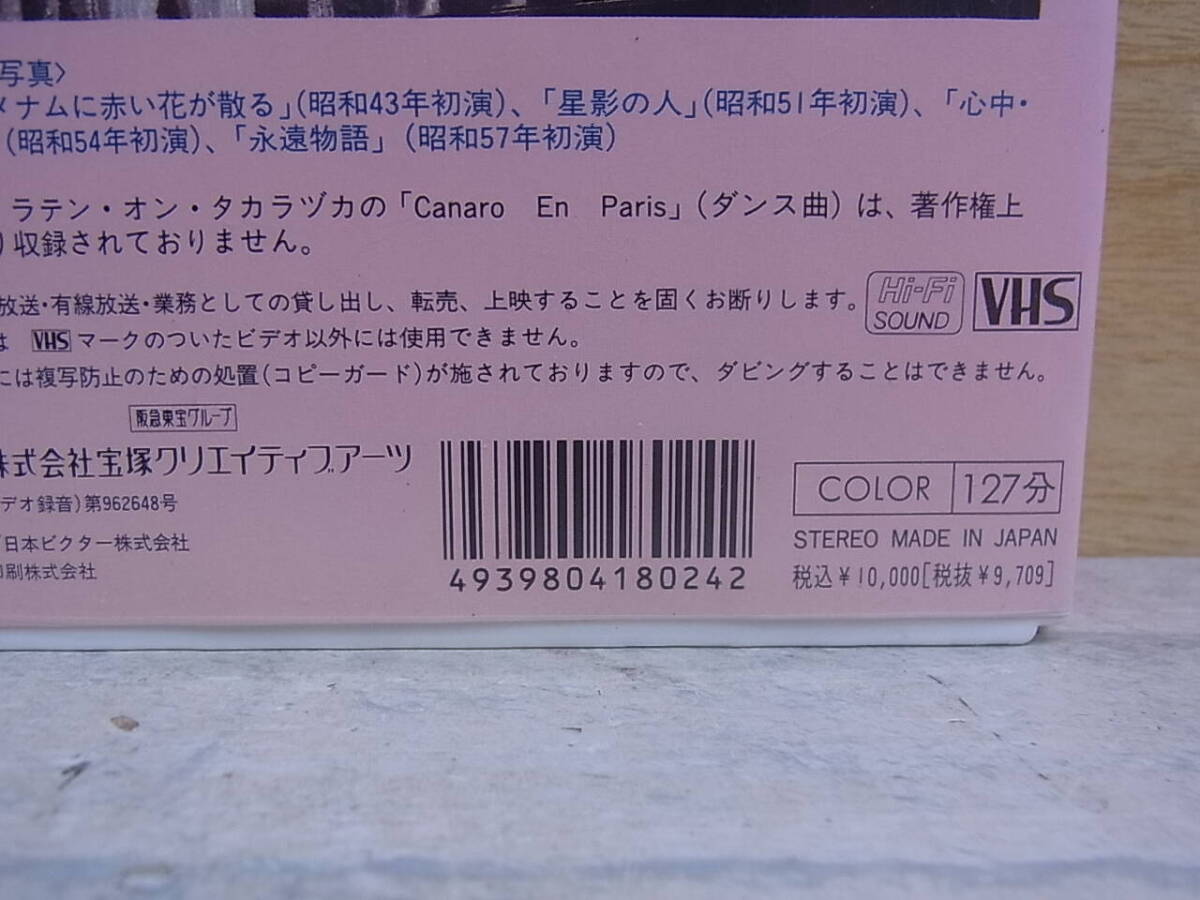 写真〉
メナムに赤い花が散る」(昭和43年初演)、「星影の人」(昭和51年初演)、「心中・
(昭和54年初演)、「永遠物語」(昭和57年初演)
ラテン・オン・タカラヅカの「Canaro En Paris」(ダンス曲)は、著作権上
り収録されておりません。
放送・有線放送・業務としての貸し出し、転売、上映することを固くお断りします。
Hi-Fi SOUND VHS
は VHS マークのついたビデオ以外には使用できません。
には複写防止のための処置(コピーガード)が施されておりますので、ダビングすることはできません。
阪急東宝グループ
株式会社宝塚クリエイティブアーツ
デオ録音)第962648号
日本ビクター株式会社
印刷株式会社
4939804180242
COLOR 127分
STEREO MADE IN JAPAN
税込¥10,000[税抜¥9,709]